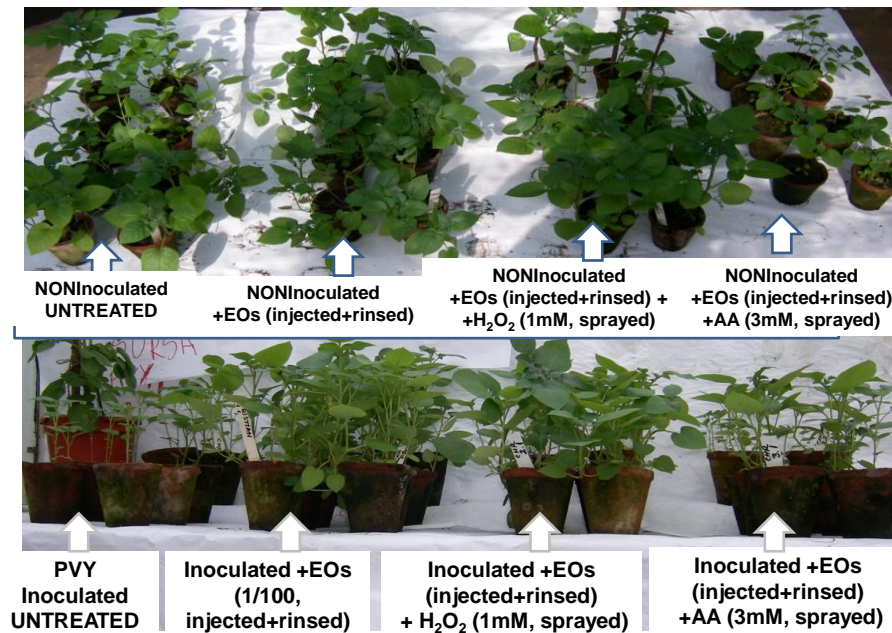 NONInoculated
UNTREATED
NONInoculated
+EOs (injected+rinsed)
NONInoculated
+EOs (injected+rinsed) +
+H₂O₂ (1mM, sprayed)
NONInoculated
+EOs (injected+rinsed)
+AA (3mM, sprayed)
PVY
Inoculated
UNTREATED
Inoculated +EOs
(1/100,
injected+rinsed)
Inoculated +EOs
(injected+rinsed)
+ H₂O₂ (1mM, sprayed)
Inoculated +EOs
(injected+rinsed)
+AA (3mM, sprayed)